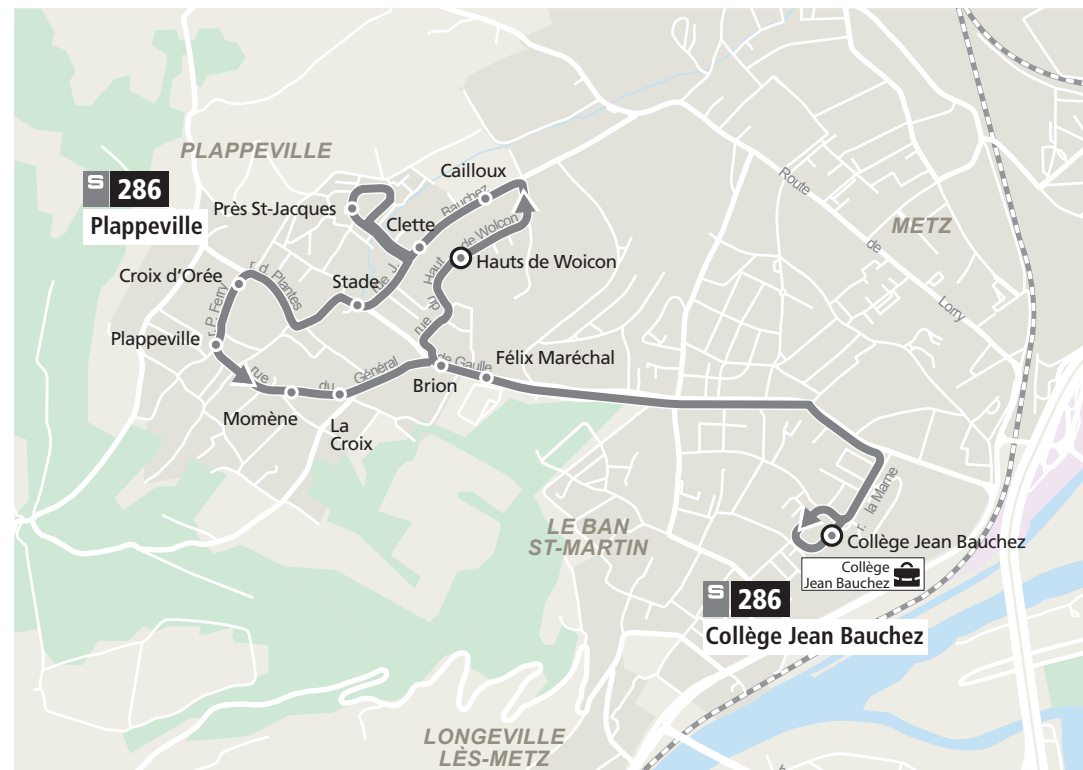 PLAPPEVILLE
S 286
Plappeville
Près St-Jacques
Cailloux
Clette
Bauchez
rue J.
Hauts de Woicon
rue du Haut de Woicon
Croix d'Orée
r. d. Plantes
Stade
r. P. Ferry
Plappeville
rue du Général de Gaulle
Momène
La
Croix
Brion
Félix Maréchal
Route de Lorry
METZ
LE BAN
ST-MARTIN
r. la Marne
Collège Jean Bauchez
Collège
Jean Bauchez
S 286
Collège Jean Bauchez
LONGEVILLE
LÈS-METZ